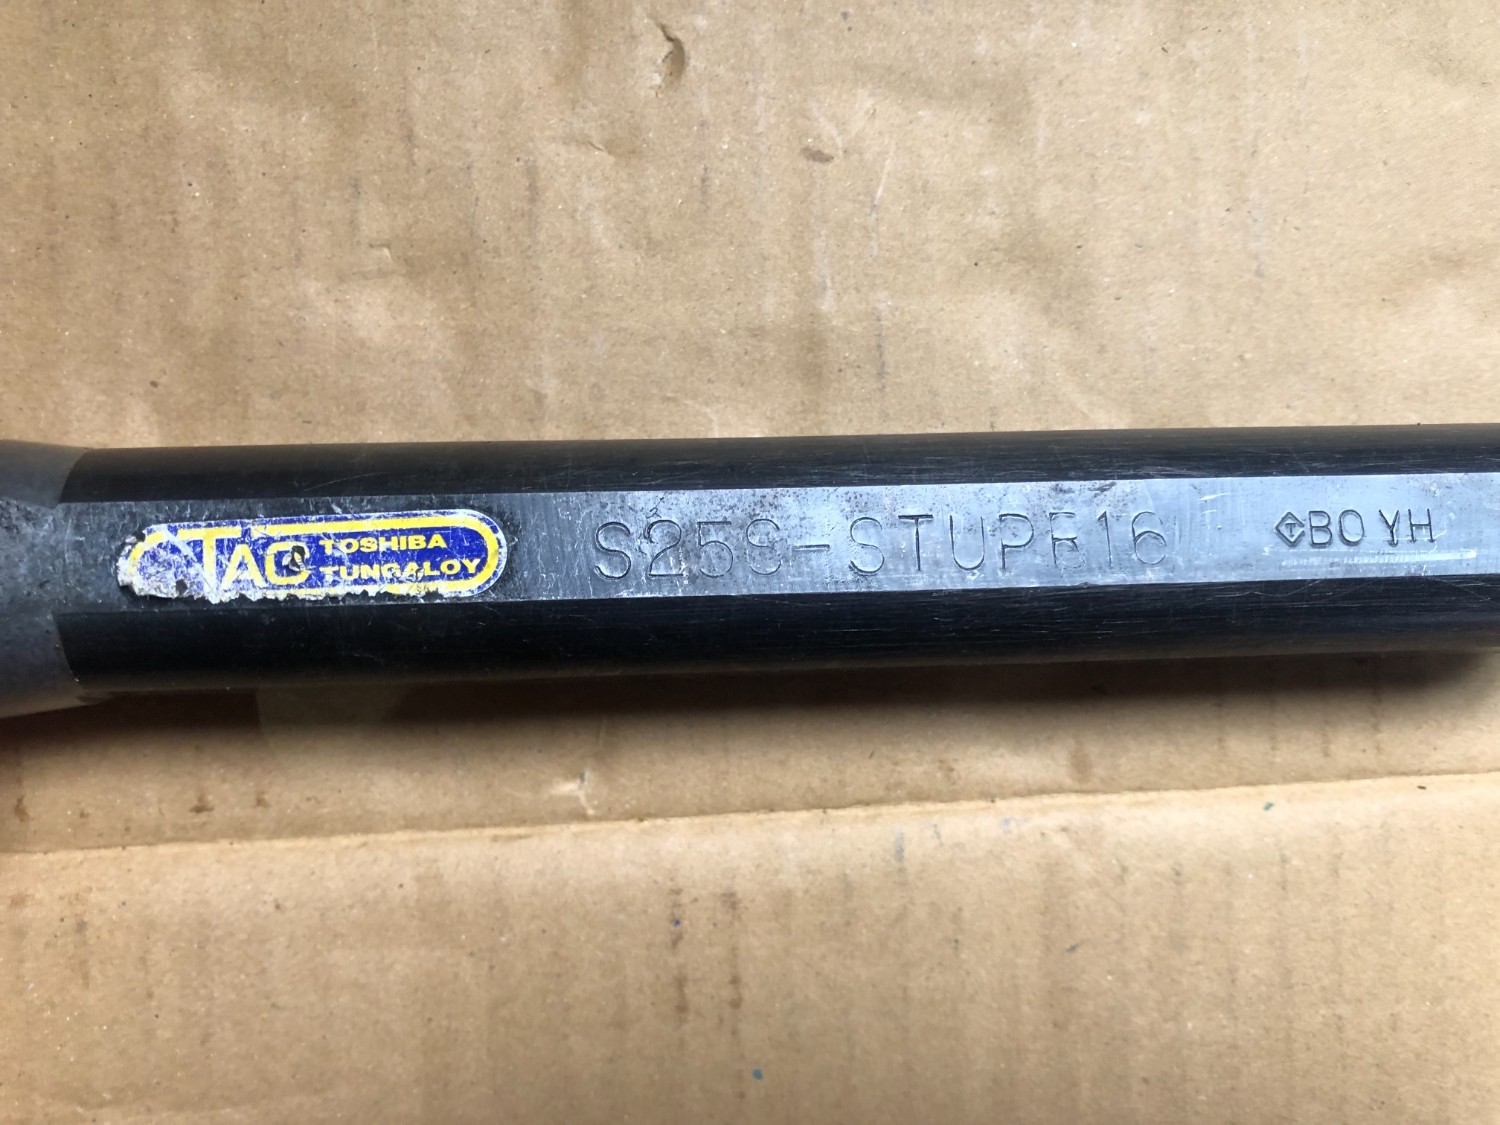 TAC TOSHIBA
TUNGALOY
S25S-STUPR16
BO YH